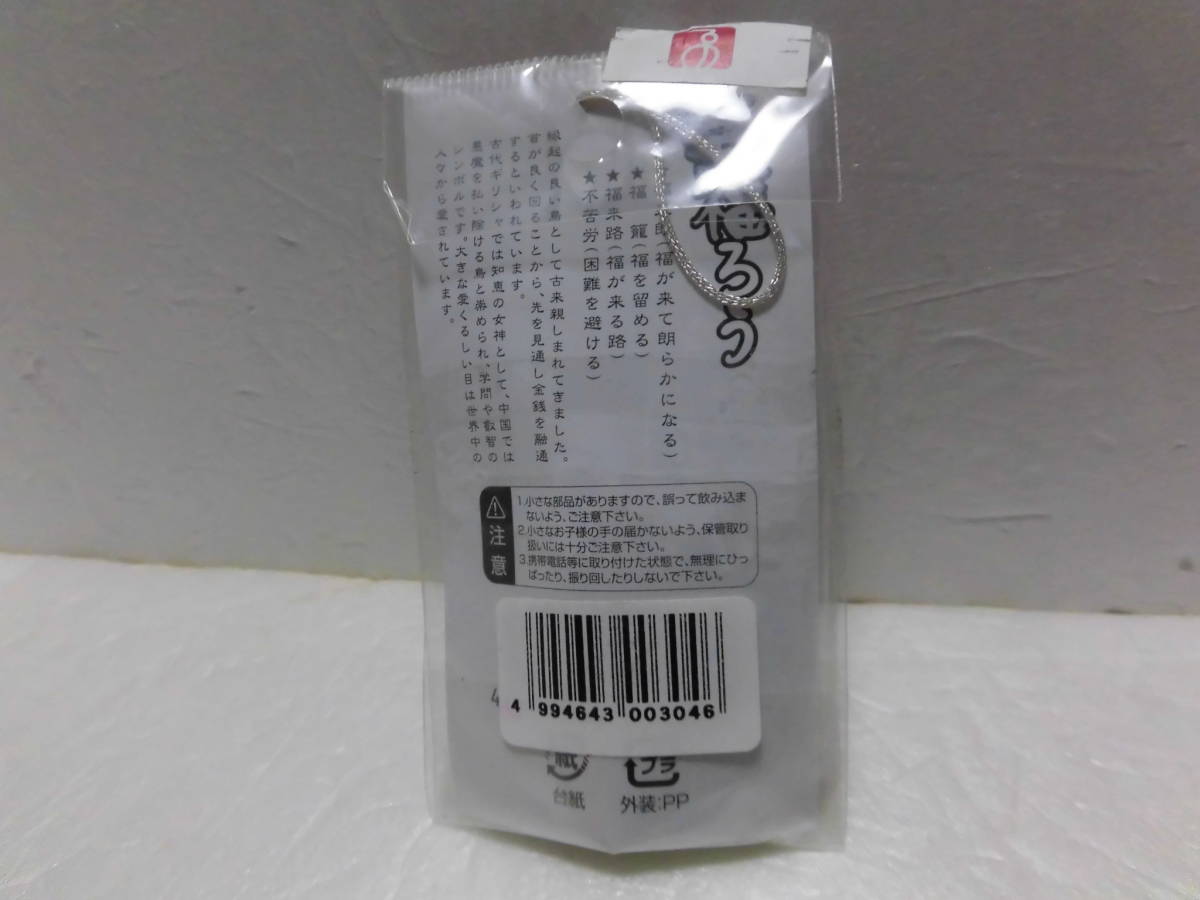 福ろう
郎(福が来て朗らかになる)
★福 籠(福を留める)
★福来路(福が来る路)
★不苦労(困難を避ける)
縁起の良い鳥として古来親しまれてきました。
首が良く回ることから、先を見通し金銭を融通
するといわれています。
古代ギリシャでは知恵の女神として、中国では
悪魔を払い除ける鳥と崇められ、学問や叡智の
シンボルです。大きな愛くるしい目は世界中の
人々から愛されています。
注意
1.小さな部品がありますので、誤って飲み込ま
ないよう、ご注意下さい。
2.小さなお子様の手の届かないよう、保管取り
扱いには十分ご注意下さい。
3.携帯電話等に取り付けた状態で、無理にひっ
ぱったり、振り回したりしないで下さい。
4 994643 003046
紙 プラ
台紙 外装:PP